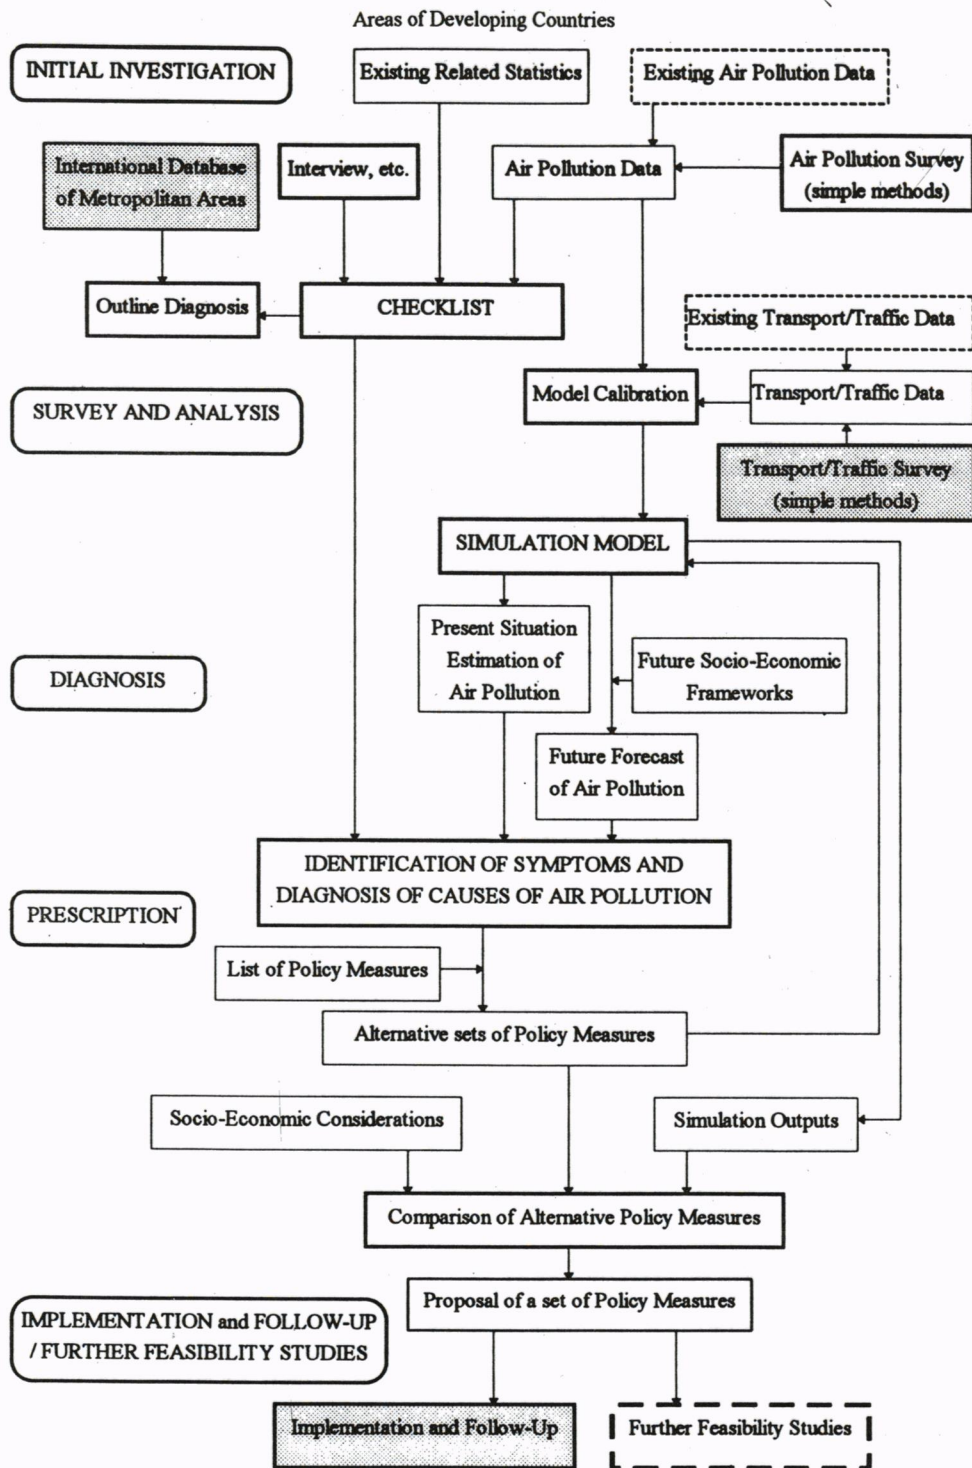 Areas of Developing Countries
INITIAL INVESTIGATION
Existing Related Statistics
Existing Air Pollution Data
International Database
of Metropolitan Areas
Interview, etc.
Air Pollution Data
Air Pollution Survey
(simple methods)
Outline Diagnosis
CHECKLIST
Existing Transport/Traffic Data
SURVEY AND ANALYSIS
Model Calibration
Transport/Traffic Data
Transport/Traffic Survey
(simple methods)
SIMULATION MODEL
Present Situation
Estimation of
Air Pollution
DIAGNOSIS
Future Socio-Economic
Frameworks
Future Forecast
of Air Pollution
IDENTIFICATION OF SYMPTOMS AND
DIAGNOSIS OF CAUSES OF AIR POLLUTION
PRESCRIPTION
List of Policy Measures
Alternative sets of Policy Measures
Socio-Economic Considerations
Simulation Outputs
Comparison of Alternative Policy Measures
Proposal of a set of Policy Measures
IMPLEMENTATION and FOLLOW-UP
/ FURTHER FEASIBILITY STUDIES
Implementation and Follow-Up
Further Feasibility Studies